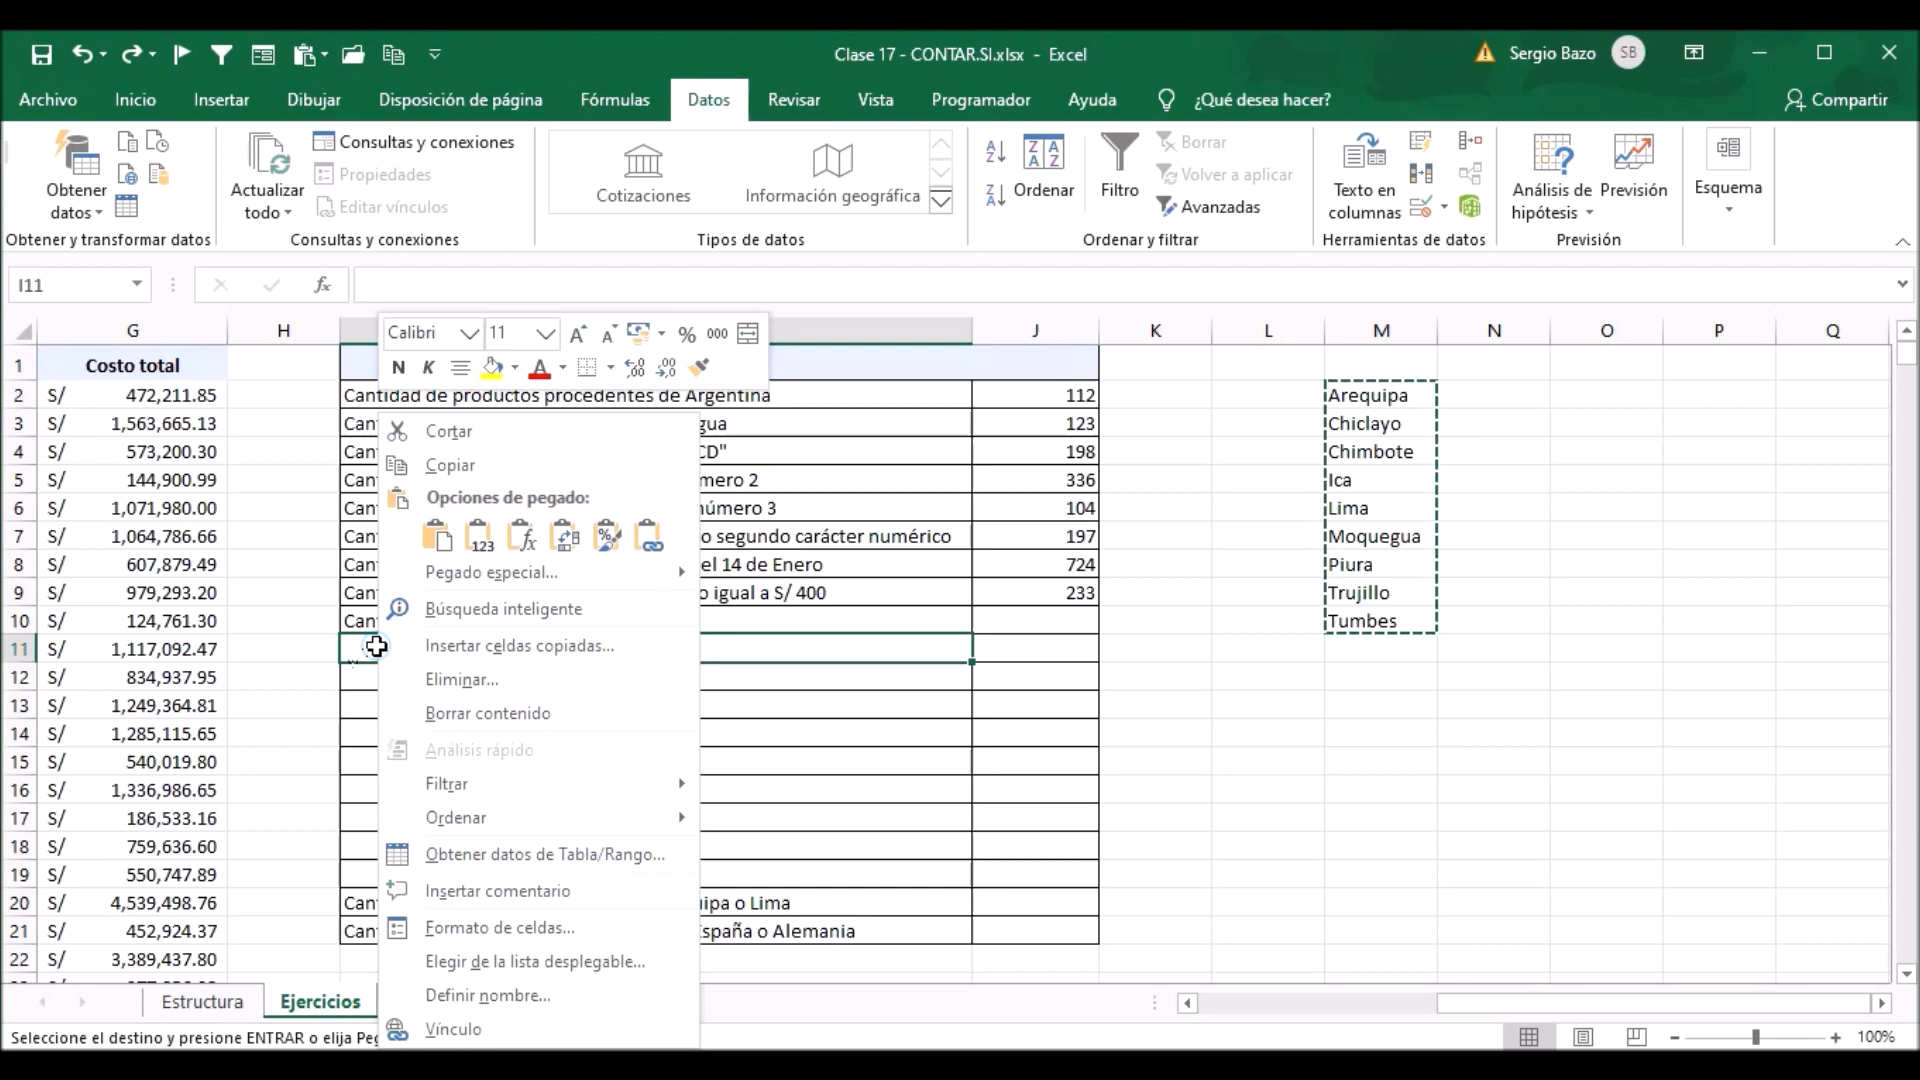 Clase 17 - CONTAR.SI.xlsx - Excel
Sergio Bazo
SB
Archivo Inicio Insertar Dibujar Disposición de página Fórmulas Datos Revisar Vista Programador Ayuda ¿Qué desea hacer? Compartir
Obtener datos
Actualizar todo
Consultas y conexiones
Propiedades
Editar vínculos
Cotizaciones
Información geográfica
Ordenar
Filtro
Borrar
Volver a aplicar
Avanzadas
Texto en columnas
Análisis de hipótesis
Previsión
Esquema
Obtener y transformar datos
Consultas y conexiones
Tipos de datos
Ordenar y filtrar
Herramientas de datos
Previsión
I11
fx
G H J K L M N O P Q
Calibri 11 % 000
N K A
1 Costo total
2 S/ 472,211.85 Cantidad de productos procedentes de Argentina 112 Arequipa
3 S/ 1,563,665.13 Can gua 123 Chiclayo
4 S/ 573,200.30 Can CD" 198 Chimbote
5 S/ 144,900.99 Can mero 2 336 Ica
6 S/ 1,071,980.00 Can número 3 104 Lima
7 S/ 1,064,786.66 Can o segundo carácter numérico 197 Moquegua
8 S/ 607,879.49 Can el 14 de Enero 724 Piura
9 S/ 979,293.20 Can o igual a S/ 400 233 Trujillo
10 S/ 124,761.30 Can Tumbes
11 S/ 1,117,092.47
12 S/ 834,937.95
13 S/ 1,249,364.81
14 S/ 1,285,115.65
15 S/ 540,019.80
16 S/ 1,336,986.65
17 S/ 186,533.16
18 S/ 759,636.60
19 S/ 550,747.89
20 S/ 4,539,498.76 Can uipa o Lima
21 S/ 452,924.37 Can España o Alemania
22 S/ 3,389,437.80
Cortar
Copiar
Opciones de pegado:
Pegado especial...
Búsqueda inteligente
Insertar celdas copiadas...
Eliminar...
Borrar contenido
Análisis rápido
Filtrar
Ordenar
Obtener datos de Tabla/Rango...
Insertar comentario
Formato de celdas...
Elegir de la lista desplegable...
Definir nombre...
Vínculo
Estructura Ejercicios
Seleccione el destino y presione ENTRAR o elija Peg
100%